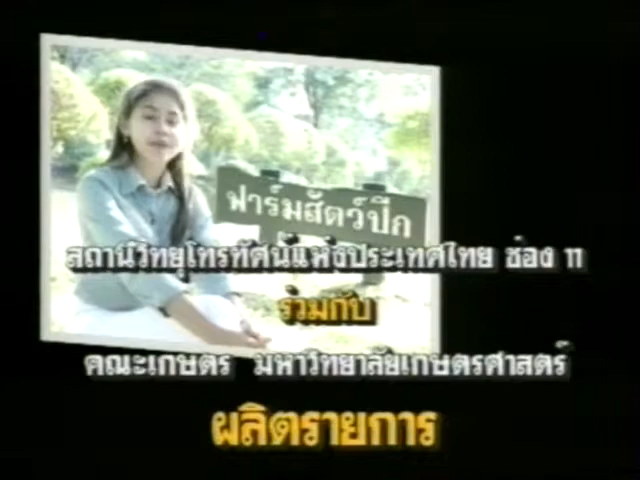 ฟาร์มสัตว์ปีก
สถานีวิทยุโทรทัศน์แห่งประเทศไทย ช่อง 11
ร่วมกับ
คณะเกษตร มหาวิทยาลัยเกษตรศาสตร์
ผลิตรายการ